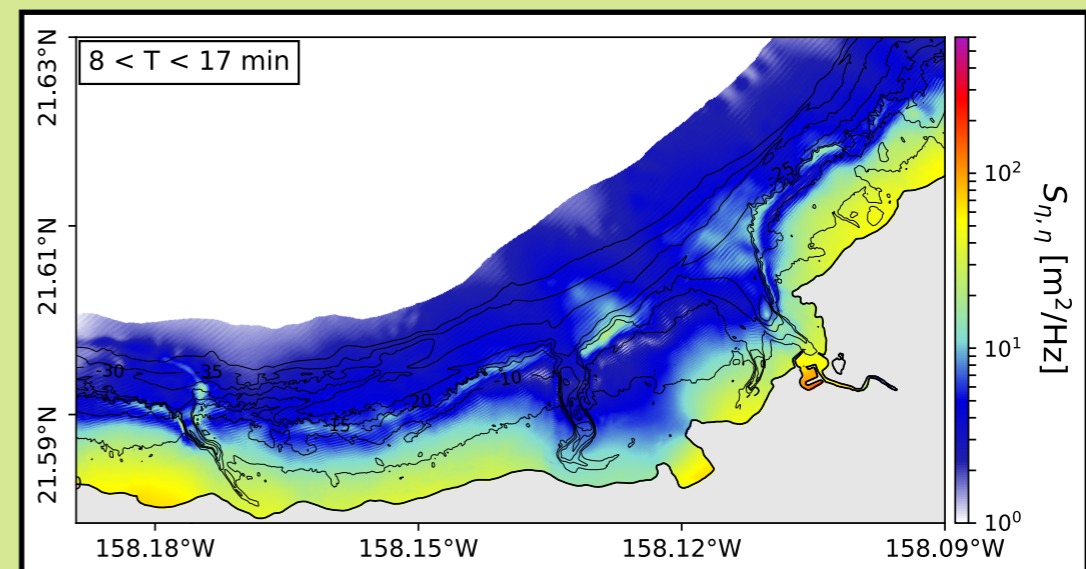 8 < T < 17 min
21.63°N
21.61°N
21.59°N
-25
-30
-35
-10
-20
-15
158.18°W
158.15°W
158.12°W
158.09°W
10²
10¹
10⁰
Sη, η [m²/Hz]